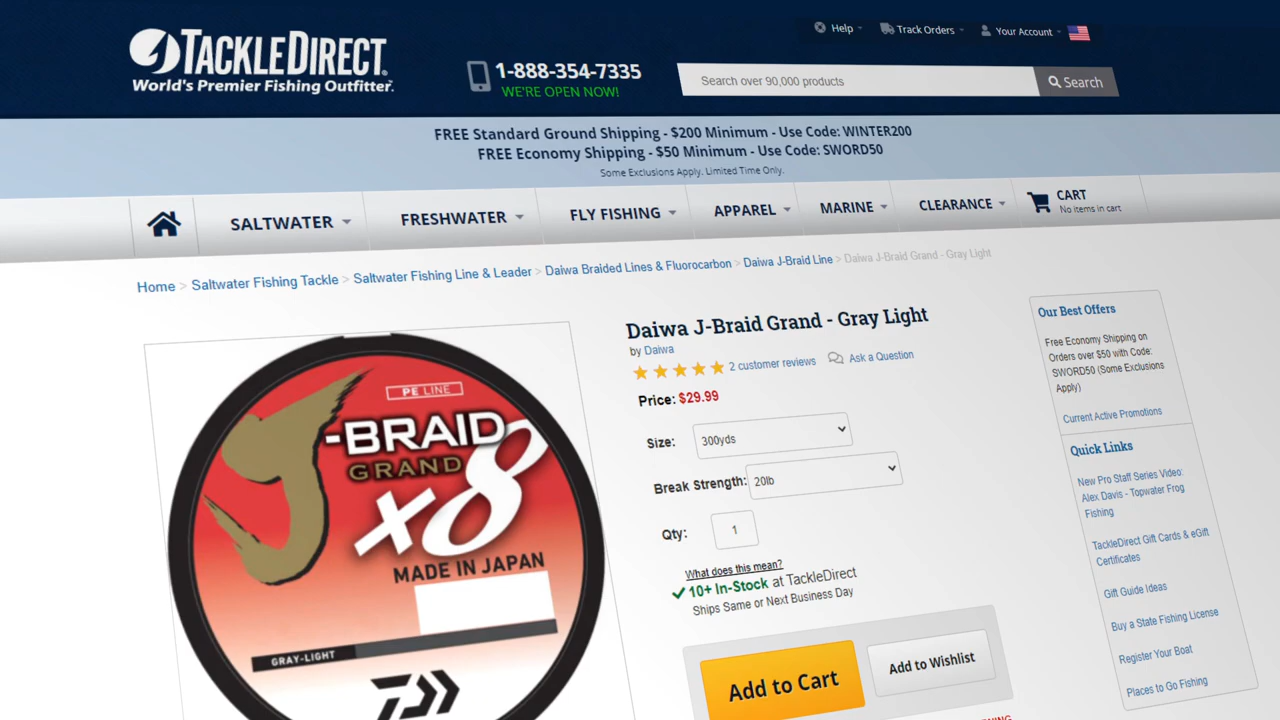 Help
Track Orders
Your Account
TACKLEDIRECT®
World's Premier Fishing Outfitter.™
1-888-354-7335
WE'RE OPEN NOW!
Search over 90,000 products
Search
FREE Standard Ground Shipping - $200 Minimum - Use Code: WINTER200
FREE Economy Shipping - $50 Minimum - Use Code: SWORD50
Some Exclusions Apply. Limited Time Only.
SALTWATER
FRESHWATER
FLY FISHING
APPAREL
MARINE
CLEARANCE
CART
No items in cart
Home > Saltwater Fishing Tackle > Saltwater Fishing Line & Leader > Daiwa Braided Lines & Fluorocarbon > Daiwa J-Braid Line > Daiwa J-Braid Grand - Gray Light
PE LINE
J-BRAID
GRAND
x8
MADE IN JAPAN
GRAY-LIGHT
Daiwa J-Braid Grand - Gray Light
by Daiwa
2 customer reviews
Ask a Question
Price: $29.99
Size: 300yds
Break Strength: 20lb
Qty: 1
What does this mean?
10+ In-Stock at TackleDirect
Ships Same or Next Business Day
Add to Cart
Add to Wishlist
Our Best Offers
Free Economy Shipping on
Orders over $50 with Code:
SWORD50 (Some Exclusions
Apply)
Current Active Promotions
Quick Links
New Pro Staff Series Video:
Alex Davis - Topwater Frog
Fishing
TackleDirect Gift Cards & eGift
Certificates
Gift Guide Ideas
Buy a State Fishing License
Register Your Boat
Places to Go Fishing